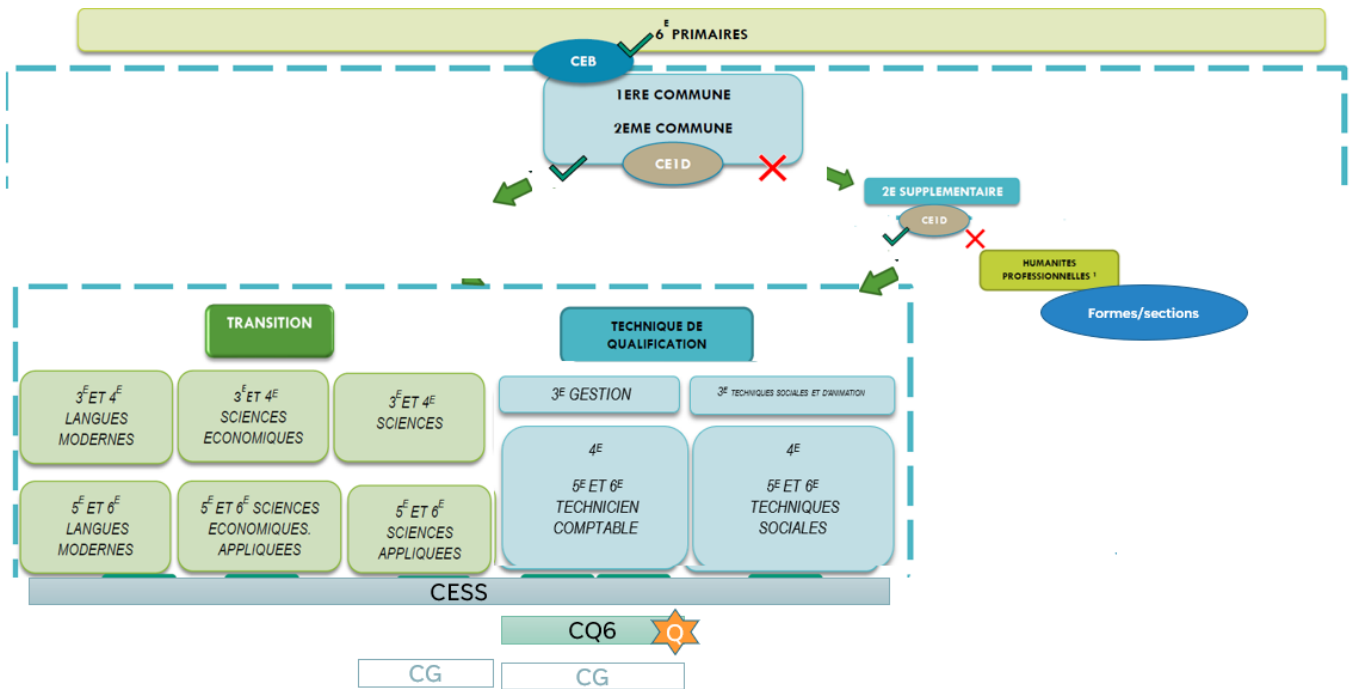 6E PRIMAIRES
CEB
1ERE COMMUNE
2EME COMMUNE
CE1D
2E SUPPLEMENTAIRE
CE1D
HUMANITES
PROFESSIONNELLES 1
Formes/sections
TRANSITION
TECHNIQUE DE
QUALIFICATION
3E ET 4E
LANGUES
MODERNES
3E ET 4E
SCIENCES
ECONOMIQUES
3E ET 4E
SCIENCES
3E GESTION
3E TECHNIQUES SOCIALES ET D'ANIMATION
5E ET 6E
LANGUES
MODERNES
5E ET 6E SCIENCES
ECONOMIQUES.
APPLIQUEES
5E ET 6E
SCIENCES
APPLIQUEES
4E
5E ET 6E
TECHNICIEN
COMPTABLE
4E
5E ET 6E
TECHNIQUES
SOCIALES
CESS
CQ6
Q
CG
CG